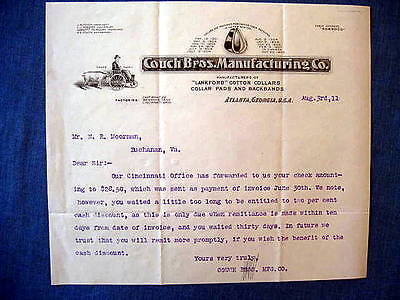 Couch Bros. Manufacturing Co.
MANUFACTURERS OF
"LANKFORD" COTTON COLLARS
COLLAR PADS AND BACKBANDS
FACTORIES
ATLANTA, GEORGIA, U.S.A.
Aug. 3rd, 11
Mr. M. R. Moorman,
Buchanan, Va.
Dear Sir:-
Our Cincinnati Office has forwarded to us your check amount-
ing to $26.50, which was sent as payment of invoice June 30th. We note,
however, you waited a little too long to be entitled to two per cent
cash discount, as this is only due when remittance is made within ten
days from date of invoice, and you waited thirty days. In future we
trust that you will remit promptly, if you wish the benefit of the
cash discount.
Yours very truly,
COUCH BROS. MFG. CO.